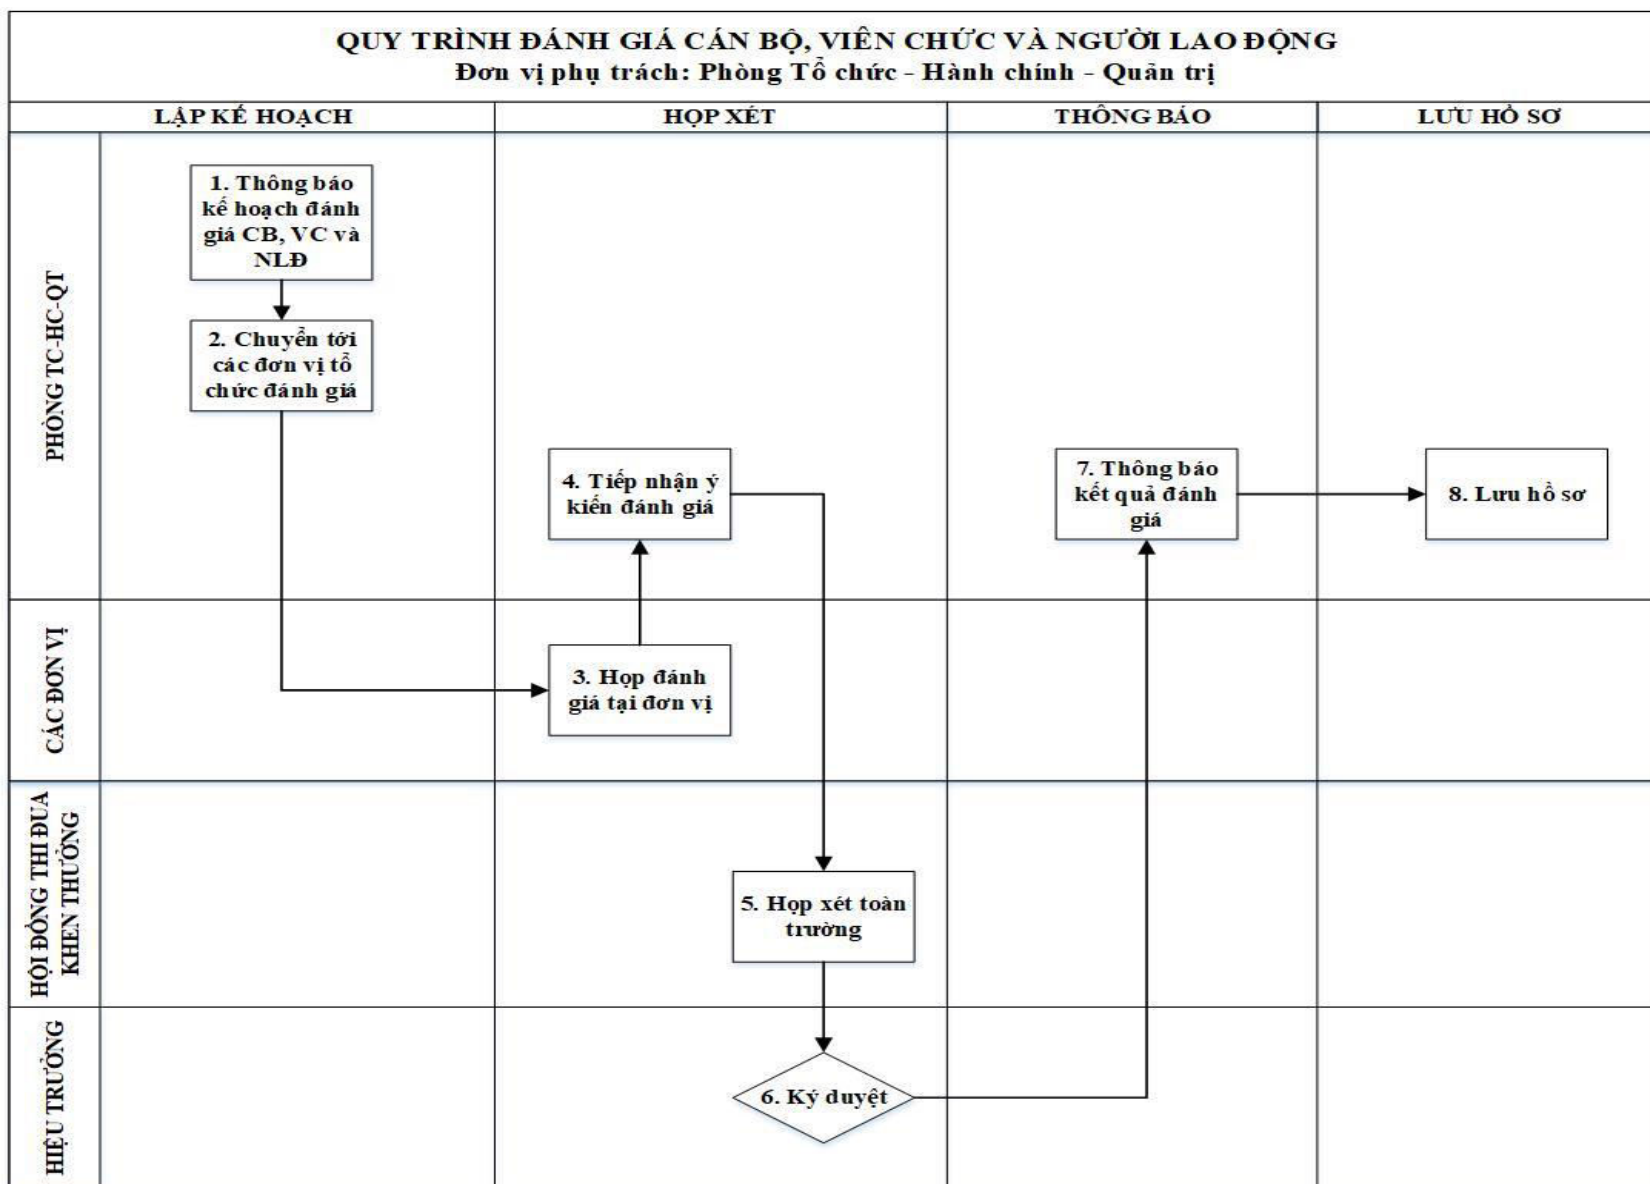 QUY TRÌNH ĐÁNH GIÁ CÁN BỘ, VIÊN CHỨC VÀ NGƯỜI LAO ĐỘNG
Đơn vị phụ trách: Phòng Tổ chức - Hành chính - Quản trị
LẬP KẾ HOẠCH
HỌP XÉT
THÔNG BÁO
LƯU HỒ SƠ
PHÒNG TC-HC-QT
1. Thông báo
kế hoạch đánh
giá CB, VC và
NLĐ
2. Chuyển tới
các đơn vị tổ
chức đánh giá
4. Tiếp nhận ý
kiến đánh giá
7. Thông báo
kết quả đánh
giá
8. Lưu hồ sơ
CÁC ĐƠN VỊ
3. Họp đánh
giá tại đơn vị
HỘI ĐỒNG THI ĐUA
KHEN THƯỞNG
5. Họp xét toàn
trường
HIỆU TRƯỞNG
6. Ký duyệt